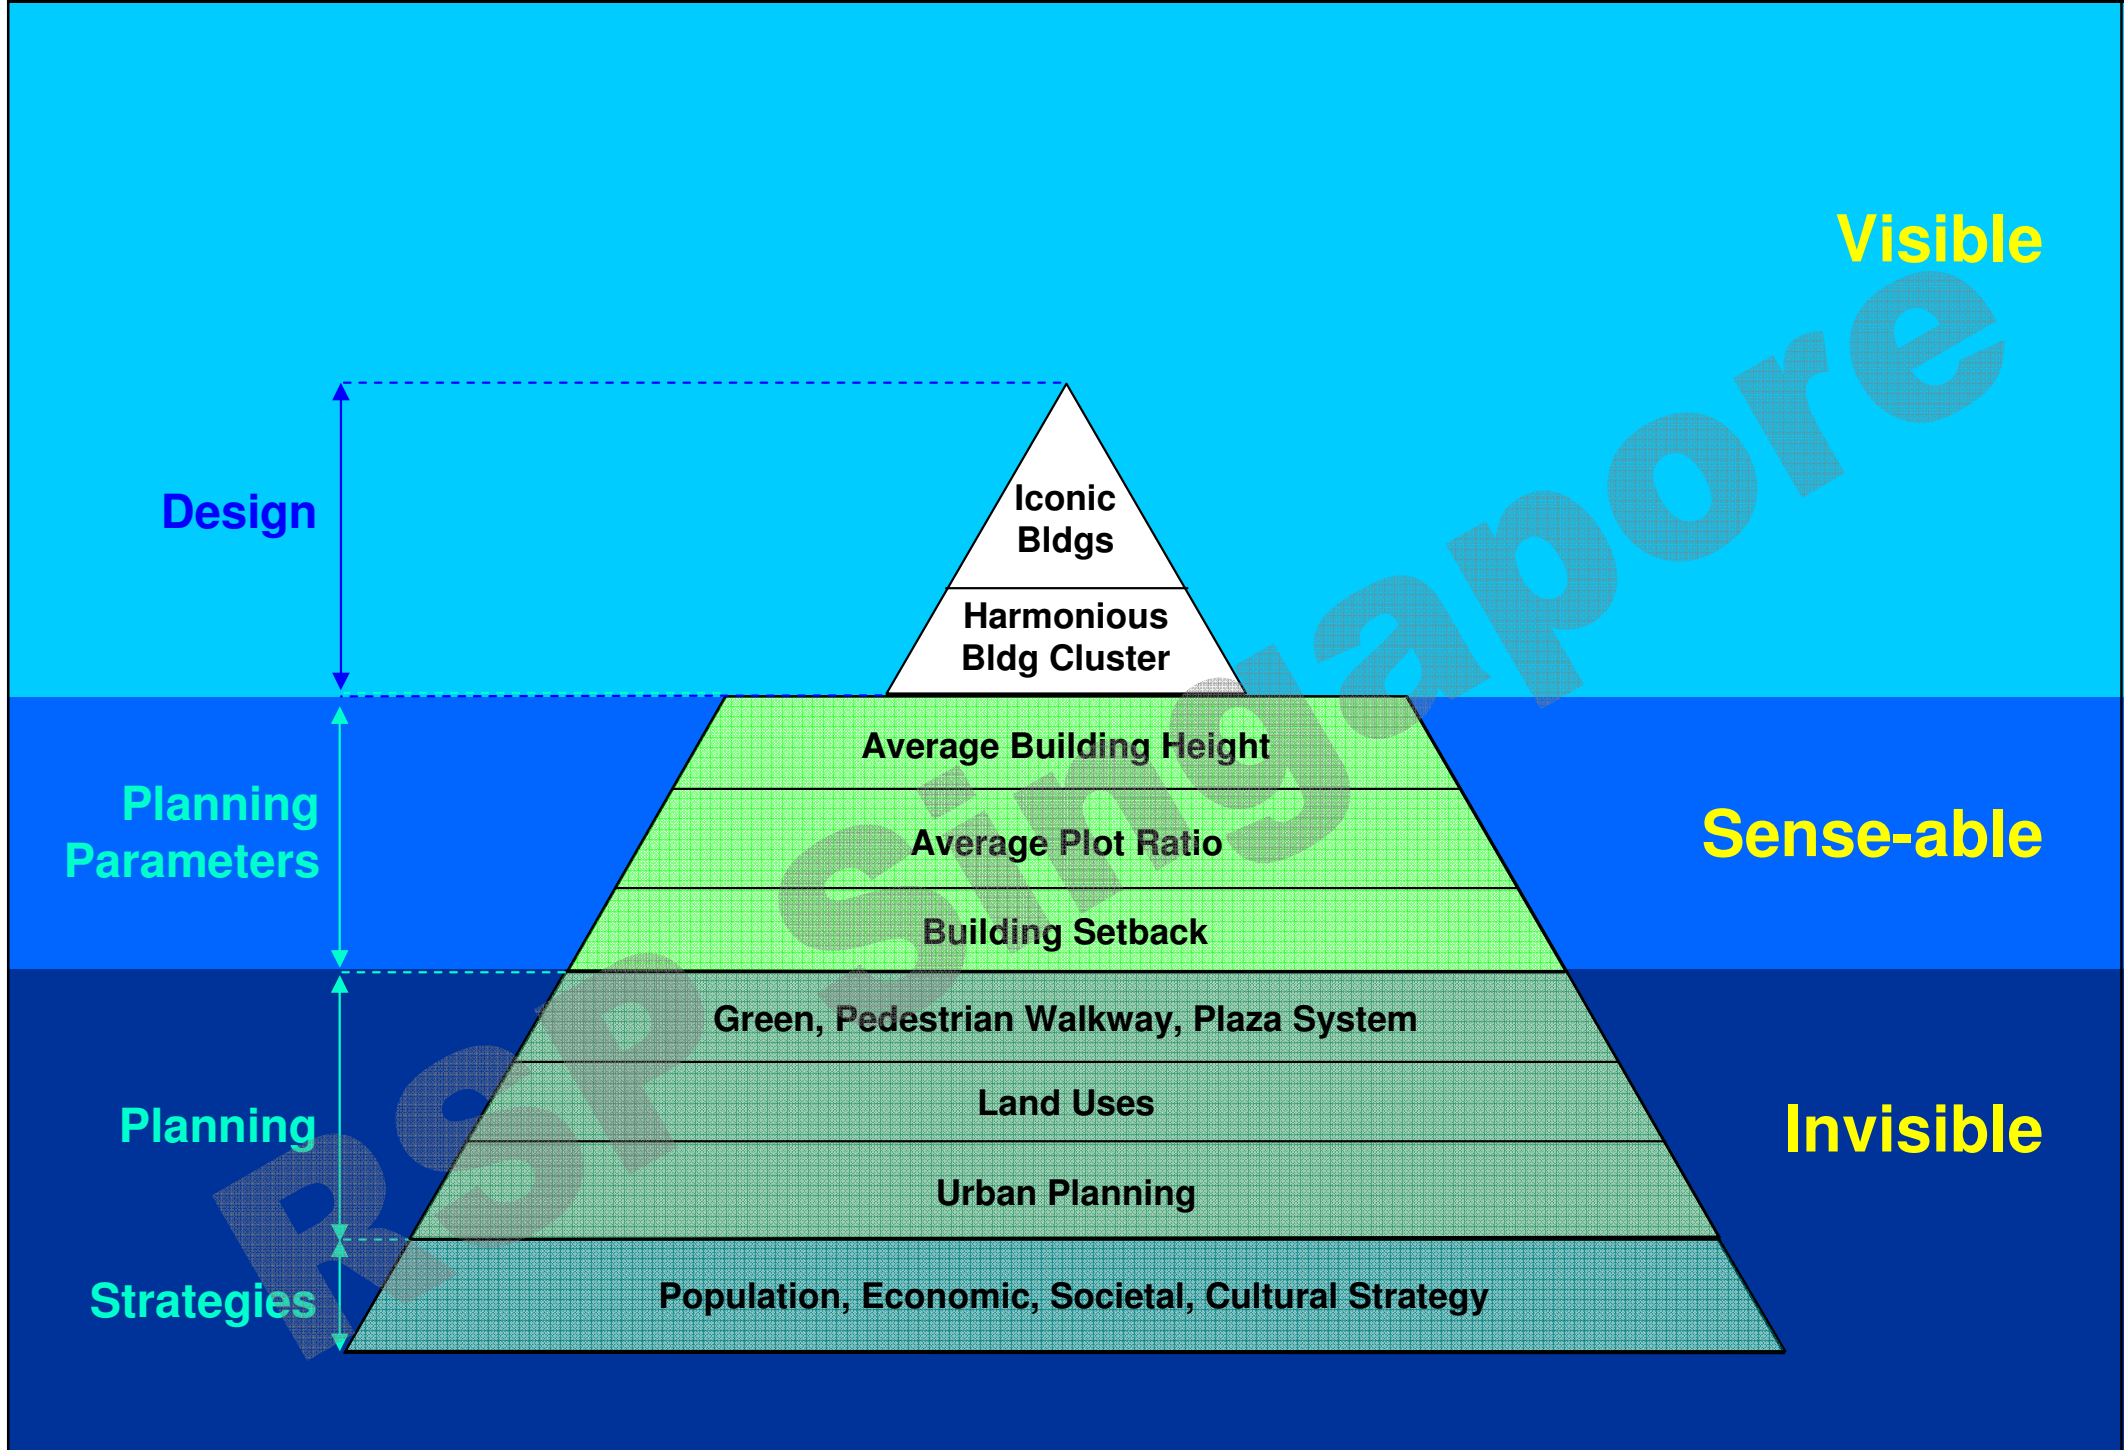 Visible
Design
Iconic
Bldgs
Harmonious
Bldg Cluster
Average Building Height
Planning
Parameters
Average Plot Ratio
Sense-able
Building Setback
Green, Pedestrian Walkway, Plaza System
Land Uses
Planning
Invisible
Urban Planning
Strategies
Population, Economic, Societal, Cultural Strategy
RSP Singapore